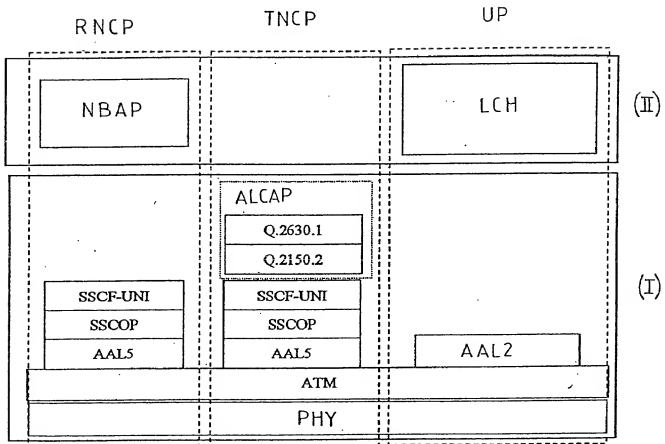 RNCP TNCP UP
NBAP LCH (II)
ALCAP
Q.2630.1
Q.2150.2
SSCF-UNI SSCF-UNI (I)
SSCOP SSCOP
AAL5 AAL5 AAL2
ATM
PHY